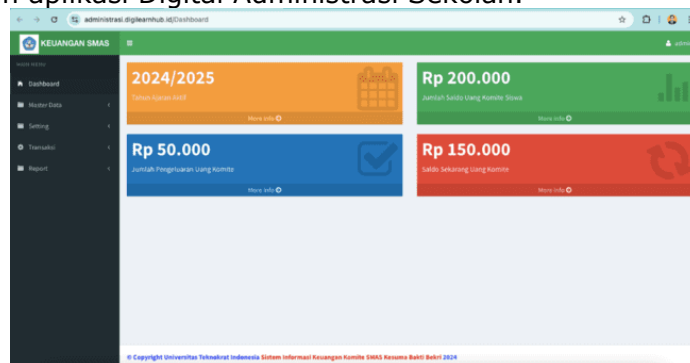 aplikasi Digital Administrasi Sekolah.
administrasi.digilearnhub.id/Dashboard
KEUANGAN SMAS
MAIN MENU
Dashboard
Master Data
Setting
Transaksi
Report
2024/2025
Tahun Ajaran Aktif
More info
Rp 200.000
Jumlah Saldo Uang Komite Siswa
More info
Rp 50.000
Jumlah Pengeluaran Uang Komite
More info
Rp 150.000
Saldo Sekarang Uang Komite
More info
© Copyright Universitas Teknokrat Indonesia Sistem Informasi Keuangan Komite SMAS Kesuma Bakti Bekri 2024